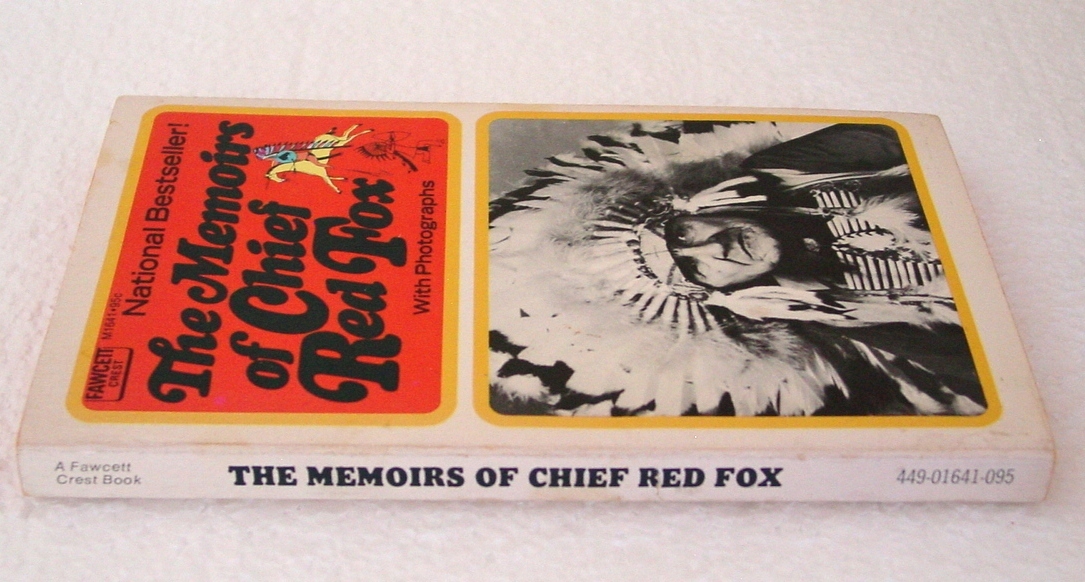 FAWCETT
CREST
M1641•95c
National Bestseller!
The Memoirs
of Chief
Red Fox
With Photographs
A Fawcett
Crest Book
THE MEMOIRS OF CHIEF RED FOX
449-01641-095